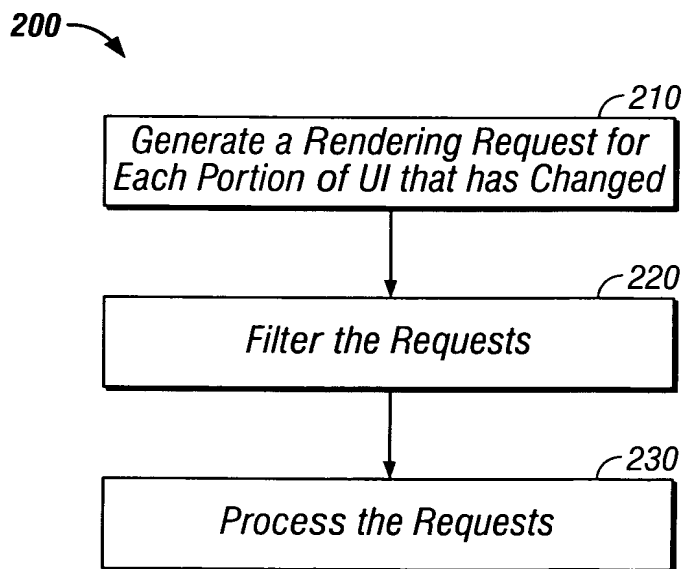 200
210
Generate a Rendering Request for
Each Portion of UI that has Changed
220
Filter the Requests
230
Process the Requests